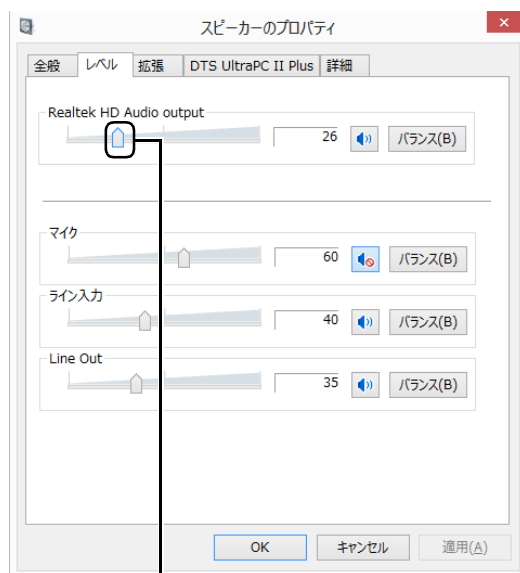 スピーカーのプロパティ
全般 レベル 拡張 DTS UltraPC II Plus 詳細
Realtek HD Audio output
26 バランス(B)
マイク
60 バランス(B)
ライン入力
40 バランス(B)
Line Out
35 バランス(B)
OK キャンセル 適用(A)